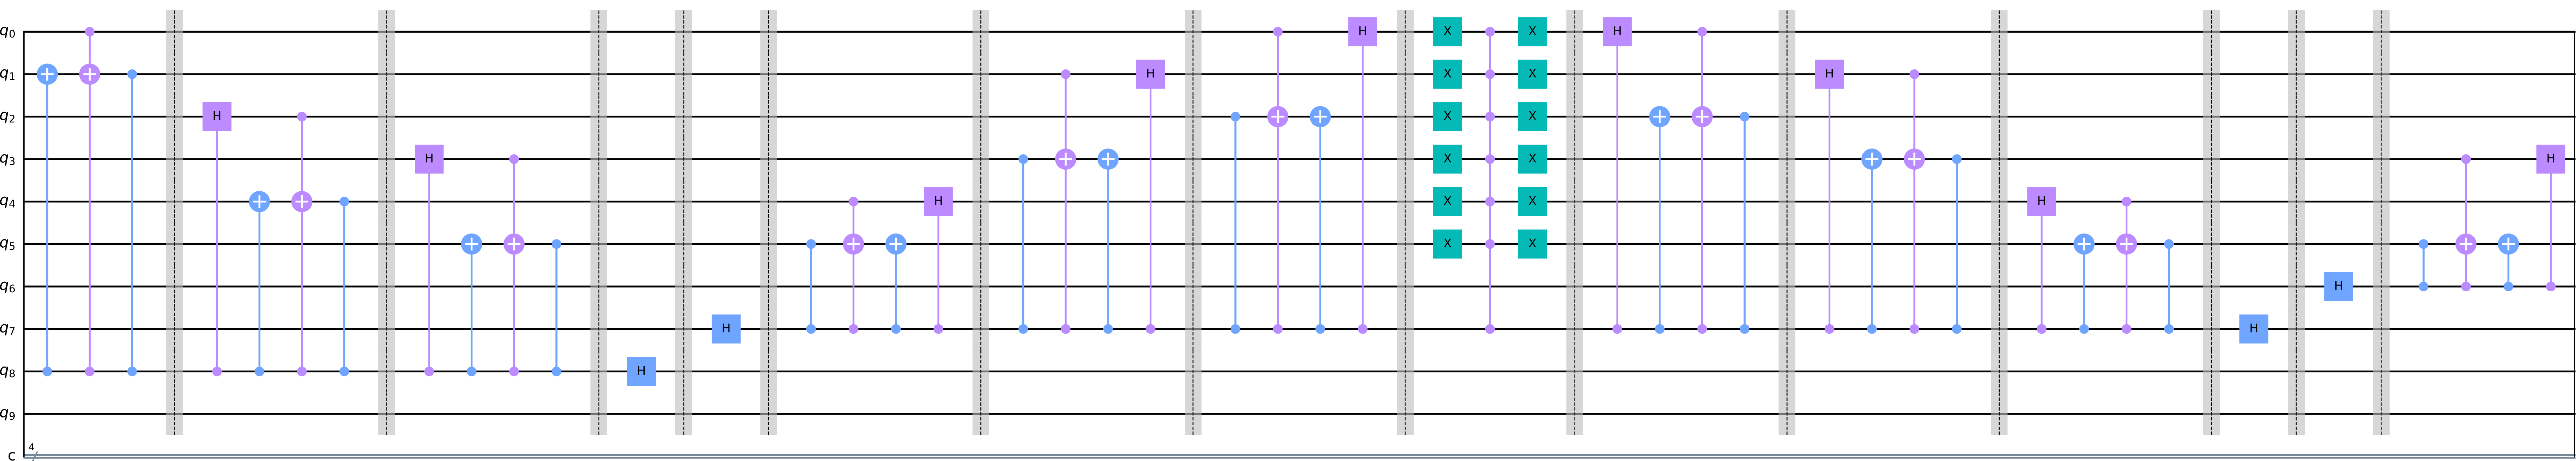 q0 H X X H
q1 H X X H
q2 H X X
q3 H X X H
q4 H X X H
q5 X X
q6 H
q7 H H
q8 H
q9
4
c